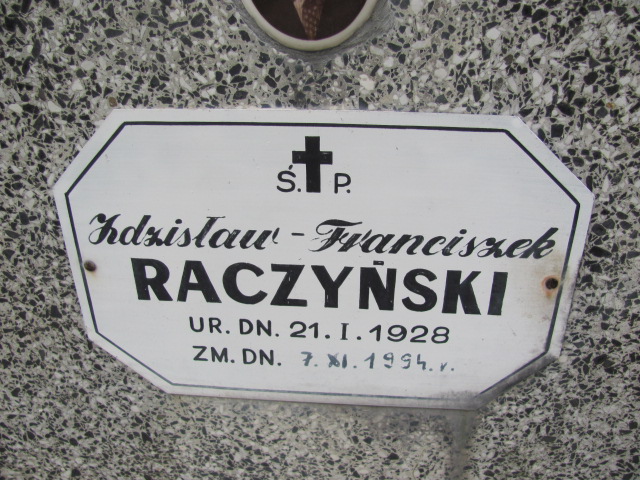 Ś. P.
Zdzisław - Franciszek
RACZYŃSKI
UR. DN. 21. I. 1928
ZM. DN. 7. XI. 1994. r.